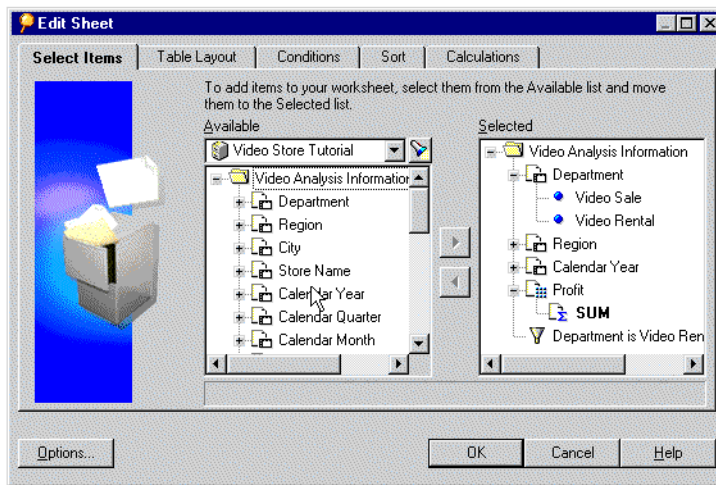 Edit Sheet
Select Items
Table Layout
Conditions
Sort
Calculations
To add items to your worksheet, select them from the Available list and move
them to the Selected list.
Available
Video Store Tutorial
Video Analysis Information
Department
Region
City
Store Name
Calendar Year
Calendar Quarter
Calendar Month
Selected
Video Analysis Information
Department
Video Sale
Video Rental
Region
Calendar Year
Profit
SUM
Department is Video Ren
Options...
OK
Cancel
Help